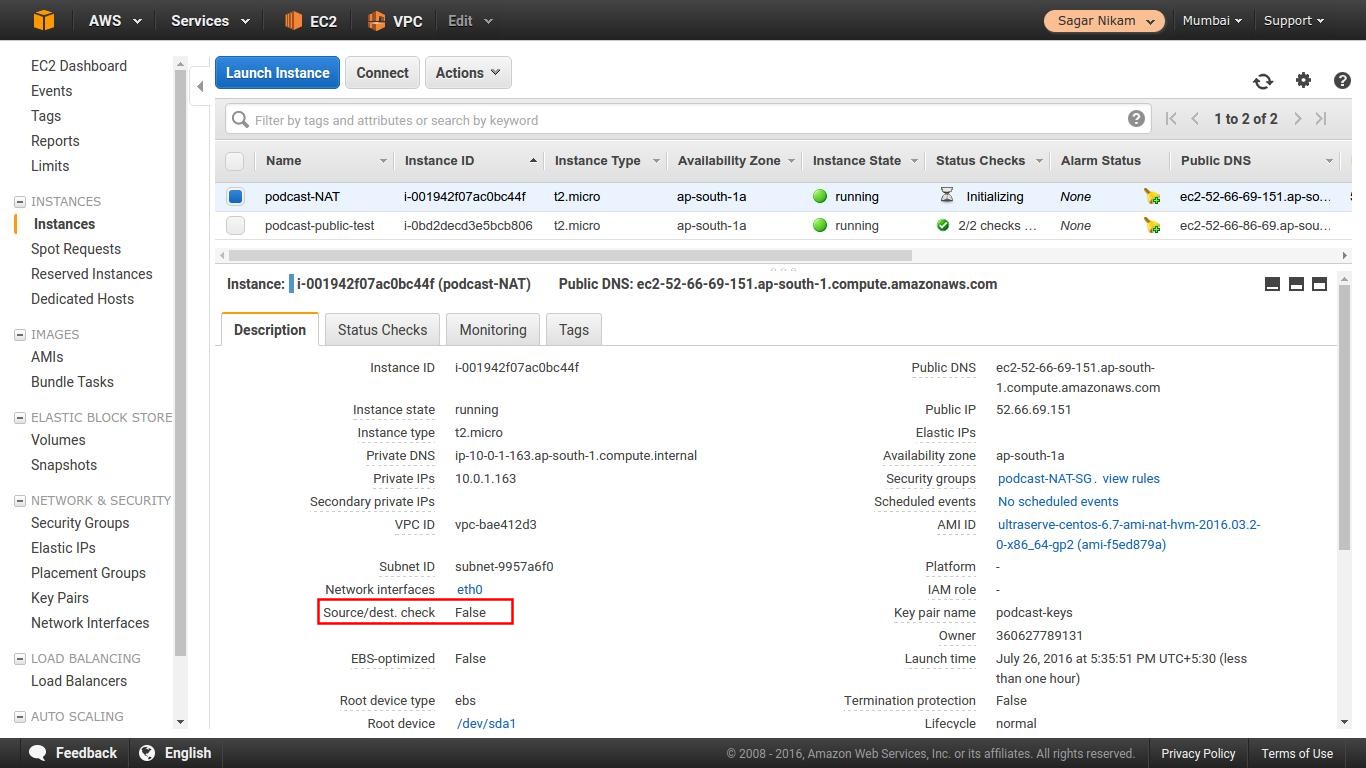 AWS Services EC2 VPC Edit Sagar Nikam Mumbai Support
EC2 Dashboard
Events
Tags
Reports
Limits
INSTANCES
Instances
Spot Requests
Reserved Instances
Dedicated Hosts
IMAGES
AMIs
Bundle Tasks
ELASTIC BLOCK STORE
Volumes
Snapshots
NETWORK & SECURITY
Security Groups
Elastic IPs
Placement Groups
Key Pairs
Network Interfaces
LOAD BALANCING
Load Balancers
AUTO SCALING
Launch Instance Connect Actions
Filter by tags and attributes or search by keyword 1 to 2 of 2
Name Instance ID Instance Type Availability Zone Instance State Status Checks Alarm Status Public DNS
podcast-NAT i-001942f07ac0bc44f t2.micro ap-south-1a running Initializing None ec2-52-66-69-151.ap-so...
podcast-public-test i-0bd2decd3e5bcb806 t2.micro ap-south-1a running 2/2 checks ... None ec2-52-66-86-69.ap-sou...
Instance: i-001942f07ac0bc44f (podcast-NAT) Public DNS: ec2-52-66-69-151.ap-south-1.compute.amazonaws.com
Description Status Checks Monitoring Tags
Instance ID i-001942f07ac0bc44f
Instance state running
Instance type t2.micro
Private DNS ip-10-0-1-163.ap-south-1.compute.internal
Private IPs 10.0.1.163
Secondary private IPs
VPC ID vpc-bae412d3
Subnet ID subnet-9957a6f0
Network interfaces eth0
Source/dest. check False
EBS-optimized False
Root device type ebs
Root device /dev/sda1
Public DNS ec2-52-66-69-151.ap-south-
1.compute.amazonaws.com
Public IP 52.66.69.151
Elastic IPs
Availability zone ap-south-1a
Security groups podcast-NAT-SG . view rules
Scheduled events No scheduled events
AMI ID ultraserve-centos-6.7-ami-nat-hvm-2016.03.2-
0-x86_64-gp2 (ami-f5ed879a)
Platform -
IAM role -
Key pair name podcast-keys
Owner 360627789131
Launch time July 26, 2016 at 5:35:51 PM UTC+5:30 (less
than one hour)
Termination protection False
Lifecycle normal
Feedback English © 2008 - 2016, Amazon Web Services, Inc. or its affiliates. All rights reserved. Privacy Policy Terms of Use